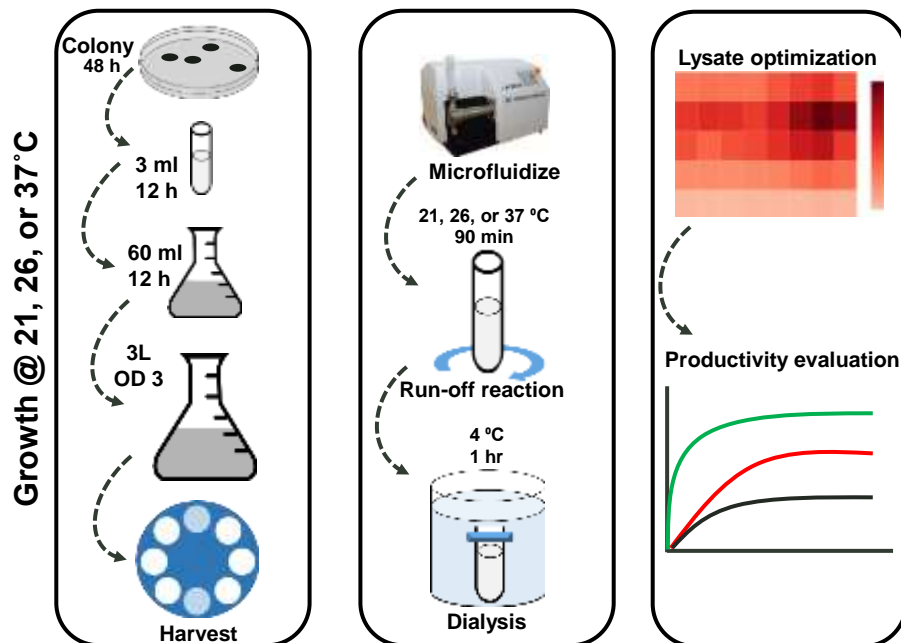 Growth @ 21, 26, or 37˚C
Colony
48 h
3 ml
12 h
60 ml
12 h
3L
OD 3
Harvest
Microfluidize
21, 26, or 37 ºC
90 min
Run-off reaction
4 ºC
1 hr
Dialysis
Lysate optimization
Productivity evaluation